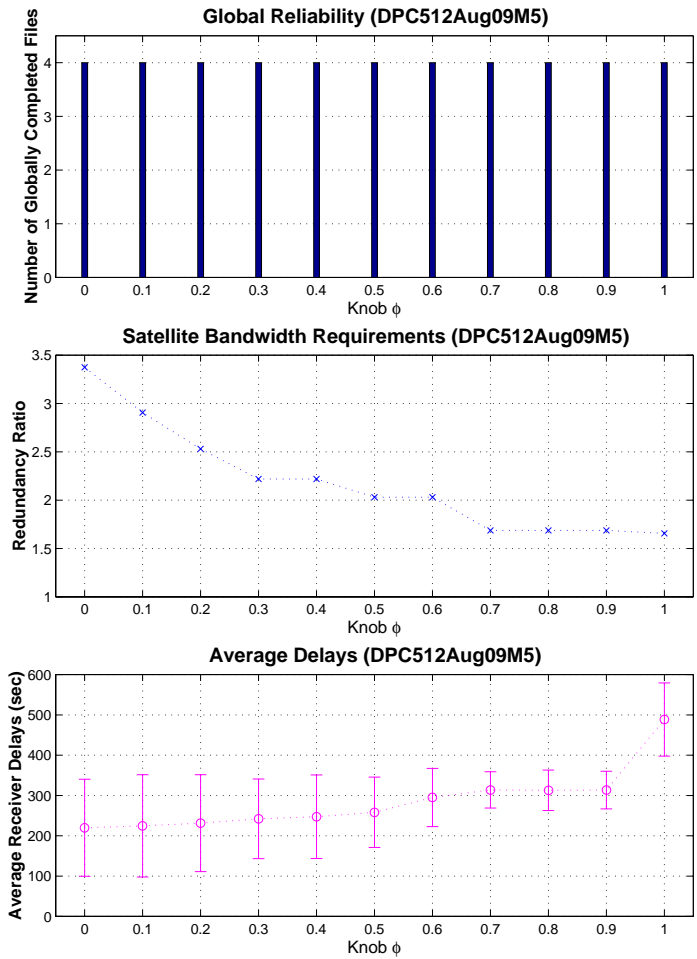 Global Reliability (DPC512Aug09M5)
Number of Globally Completed Files
4
3
2
1
0
0 0.1 0.2 0.3 0.4 0.5 0.6 0.7 0.8 0.9 1
Knob ϕ
Satellite Bandwidth Requirements (DPC512Aug09M5)
Redundancy Ratio
3.5
3
2.5
2
1.5
1
0 0.1 0.2 0.3 0.4 0.5 0.6 0.7 0.8 0.9 1
Knob ϕ
Average Delays (DPC512Aug09M5)
Average Receiver Delays (sec)
600
500
400
300
200
100
0
0 0.1 0.2 0.3 0.4 0.5 0.6 0.7 0.8 0.9 1
Knob ϕ